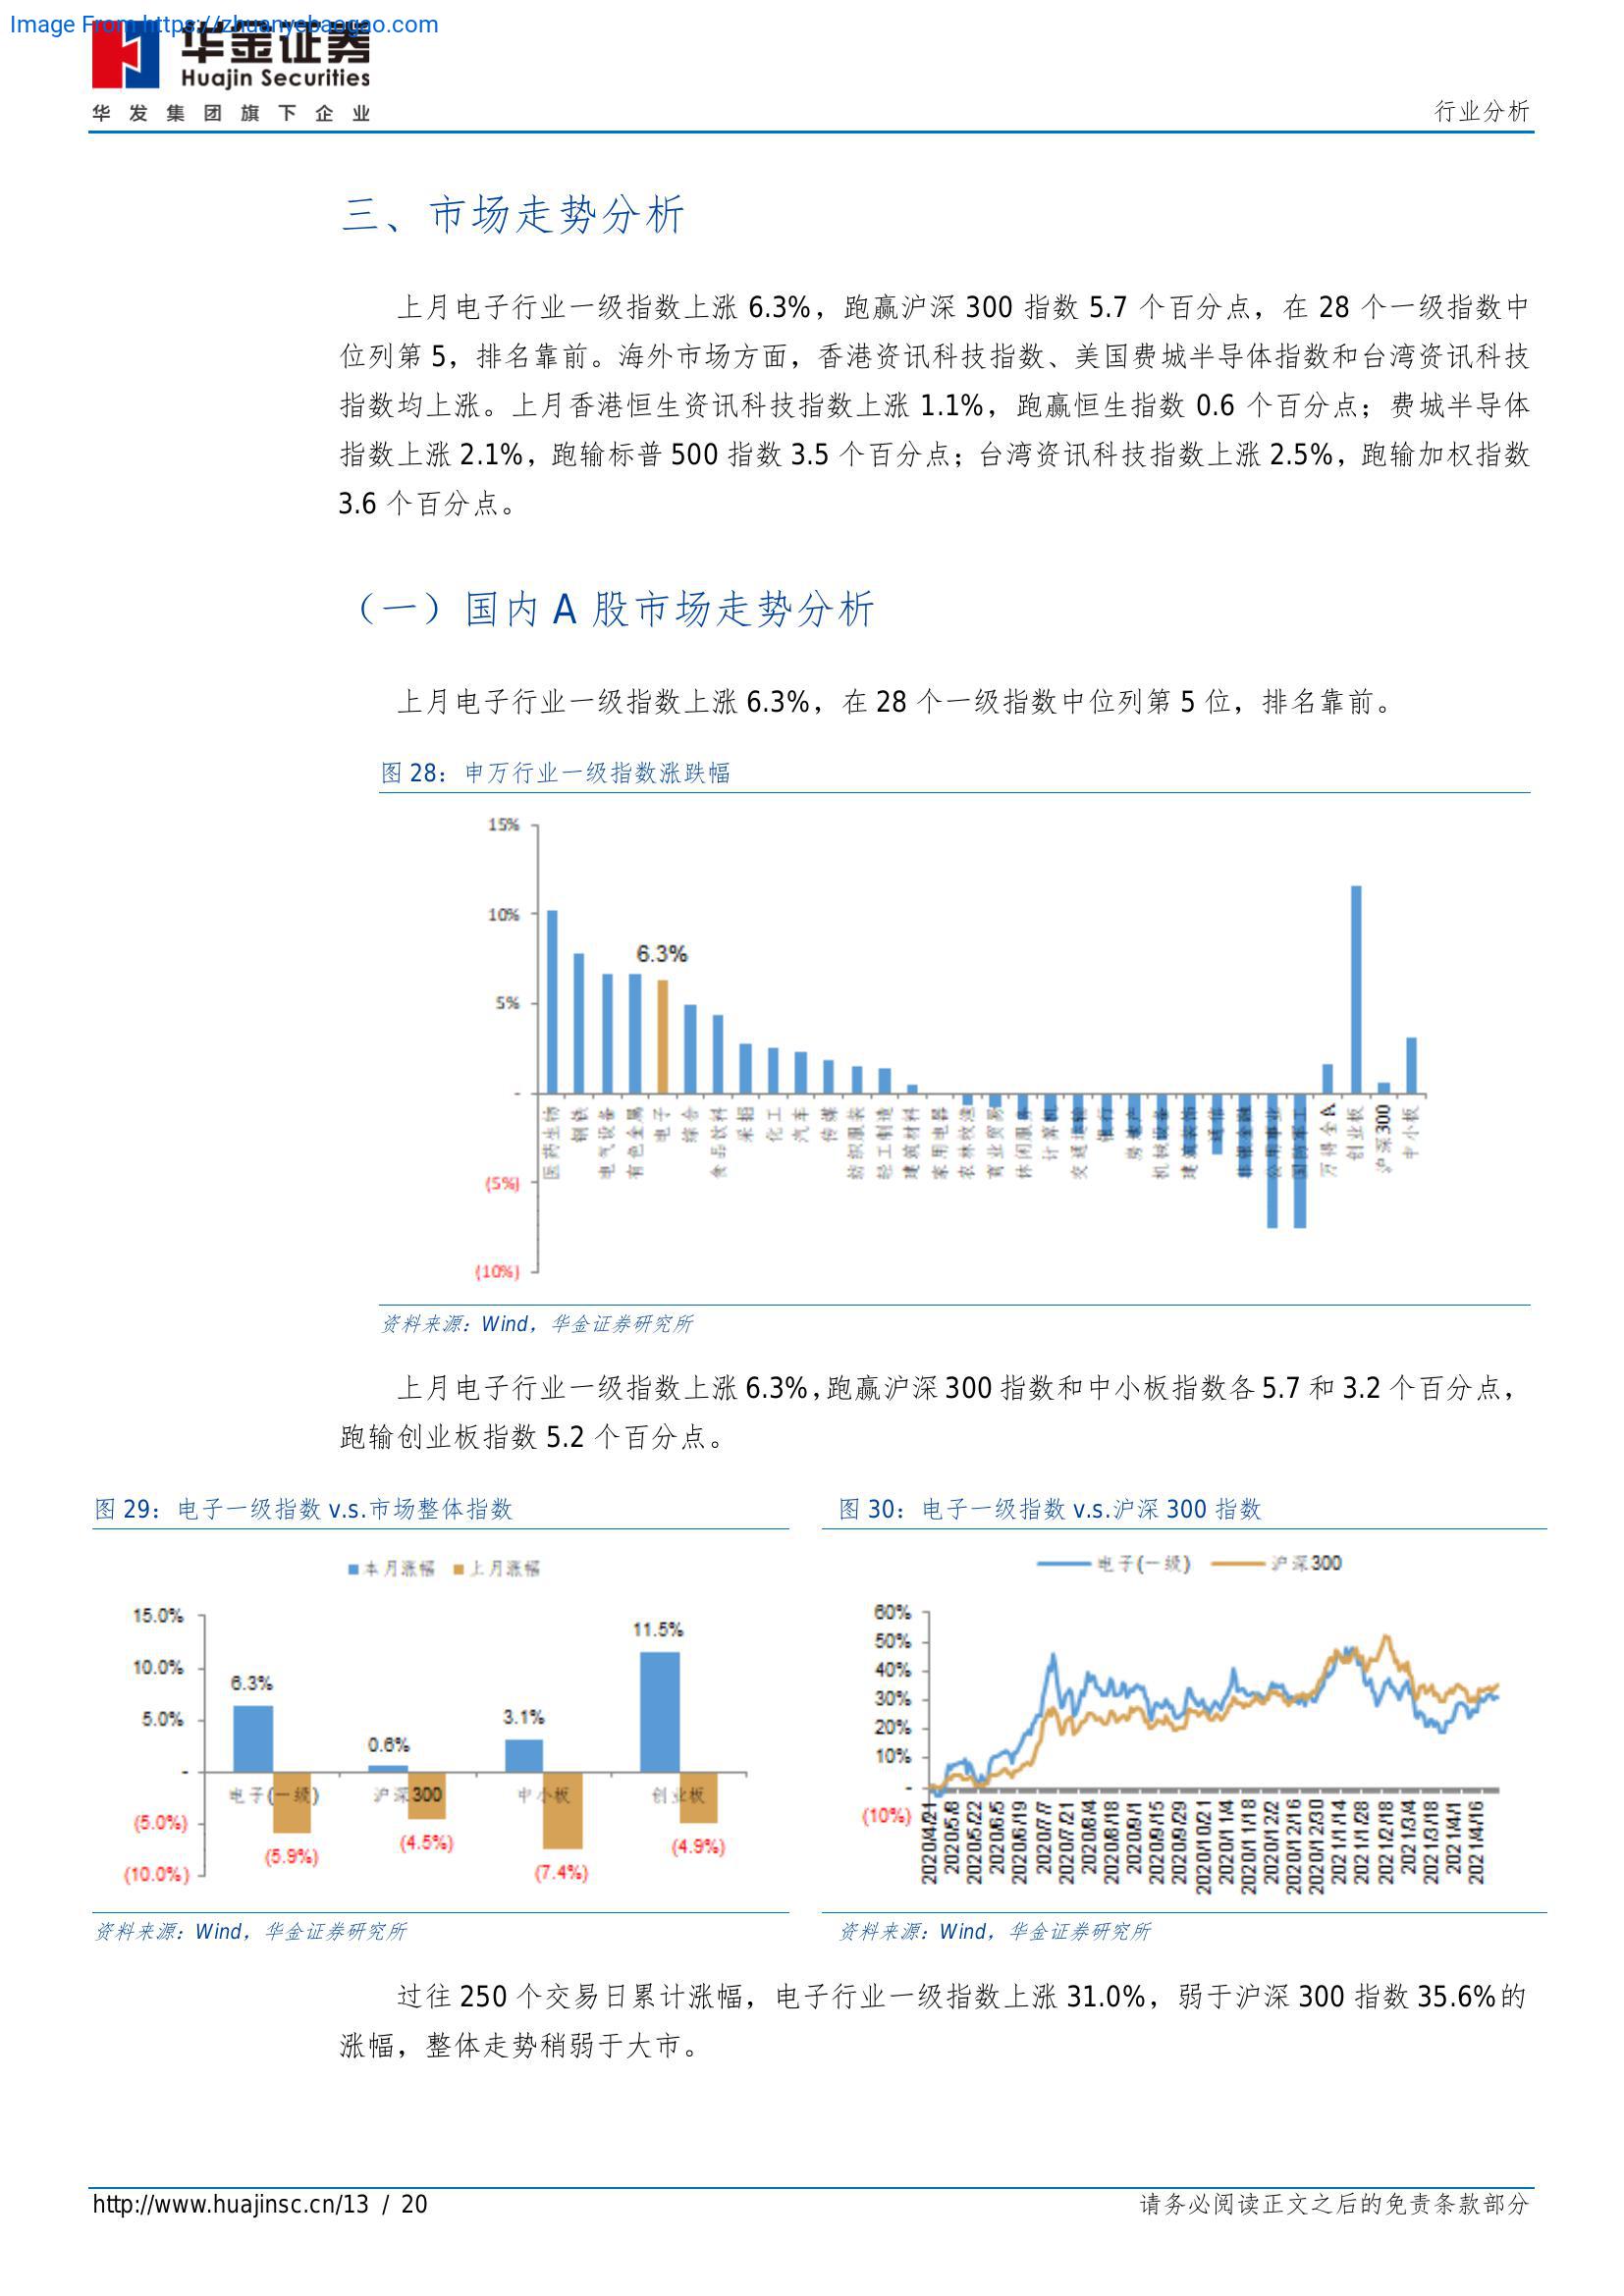 Image From https://zhuanyebaogao.com
华金证券
Huajin Securities
华发集团旗下企业
行业分析
三、市场走势分析
上月电子行业一级指数上涨 6.3%，跑赢沪深 300 指数 5.7 个百分点，在 28 个一级指数中
位列第 5，排名靠前。海外市场方面，香港资讯科技指数、美国费城半导体指数和台湾资讯科技
指数均上涨。上月香港恒生资讯科技指数上涨 1.1%，跑赢恒生指数 0.6 个百分点；费城半导体
指数上涨 2.1%，跑输标普 500 指数 3.5 个百分点；台湾资讯科技指数上涨 2.5%，跑输加权指数
3.6 个百分点。
（一）国内 A 股市场走势分析
上月电子行业一级指数上涨 6.3%，在 28 个一级指数中位列第 5 位，排名靠前。
图 28：申万行业一级指数涨跌幅
15%
10%
5%
-
(5%)
(10%)
6.3%
医药生物
钢铁
电气设备
有色金属
电子
综合
食品饮料
采掘
化工
汽车
传媒
纺织服装
轻工制造
建筑材料
家用电器
农林牧渔
商业贸易
休闲服务
计算机
交通运输
银行
房地产
机械设备
建筑装饰
通信
非银金融
公用事业
国防军工
万得全A
创业板
沪深300
中小板
资料来源：Wind，华金证券研究所
上月电子行业一级指数上涨 6.3%，跑赢沪深 300 指数和中小板指数各 5.7 和 3.2 个百分点，
跑输创业板指数 5.2 个百分点。
图 29：电子一级指数 v.s.市场整体指数
本月涨幅 上月涨幅
15.0%
10.0%
5.0%
-
(5.0%)
(10.0%)
6.3%
0.6%
3.1%
11.5%
电子(一级) 沪深300 中小板 创业板
(5.9%)
(4.5%)
(7.4%)
(4.9%)
资料来源：Wind，华金证券研究所
图 30：电子一级指数 v.s.沪深 300 指数
电子(一级) 沪深300
60%
50%
40%
30%
20%
10%
-
(10%)
2020/4/21
2020/5/8
2020/5/22
2020/6/5
2020/6/19
2020/7/7
2020/7/21
2020/8/4
2020/8/18
2020/9/1
2020/9/15
2020/9/29
2020/10/21
2020/11/4
2020/11/18
2020/12/2
2020/12/16
2020/12/30
2021/1/14
2021/1/28
2021/2/18
2021/3/4
2021/3/18
2021/4/1
2021/4/16
资料来源：Wind，华金证券研究所
过往 250 个交易日累计涨幅，电子行业一级指数上涨 31.0%，弱于沪深 300 指数 35.6%的
涨幅，整体走势稍弱于大市。
http://www.huajinsc.cn/13 / 20
请务必阅读正文之后的免责条款部分